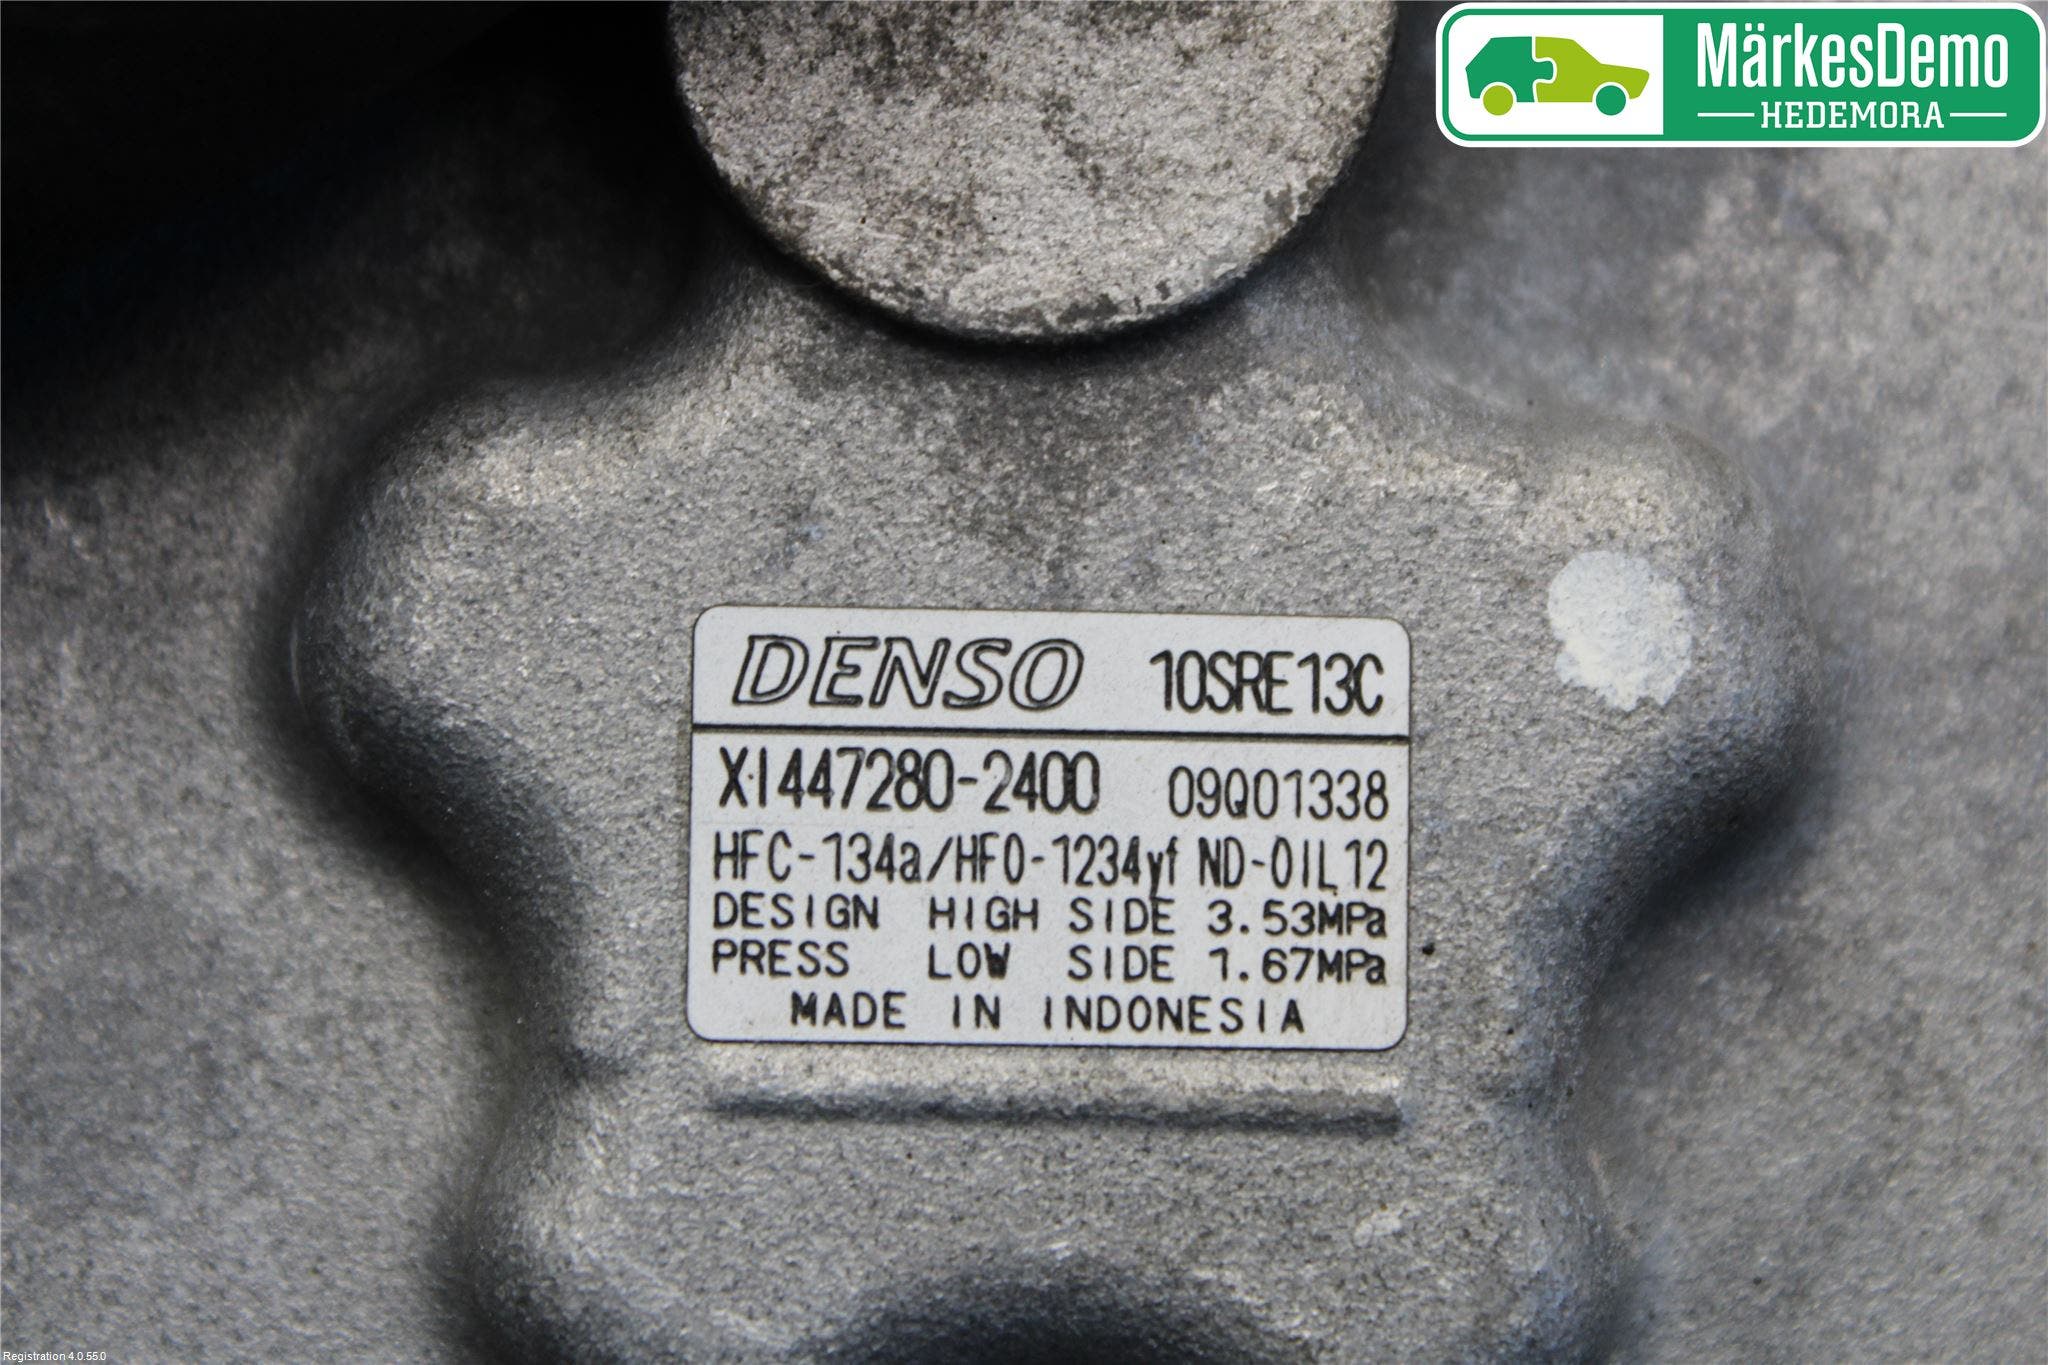 MärkesDemo
HEDEMORA
DENSO 10SRE13C
XI447280-2400 09Q01338
HFC-134a/HFO-1234yf ND-OIL12
DESIGN HIGH SIDE 3.53MPa
PRESS LOW SIDE 1.67MPa
MADE IN INDONESIA
Registration 4.0.55.0